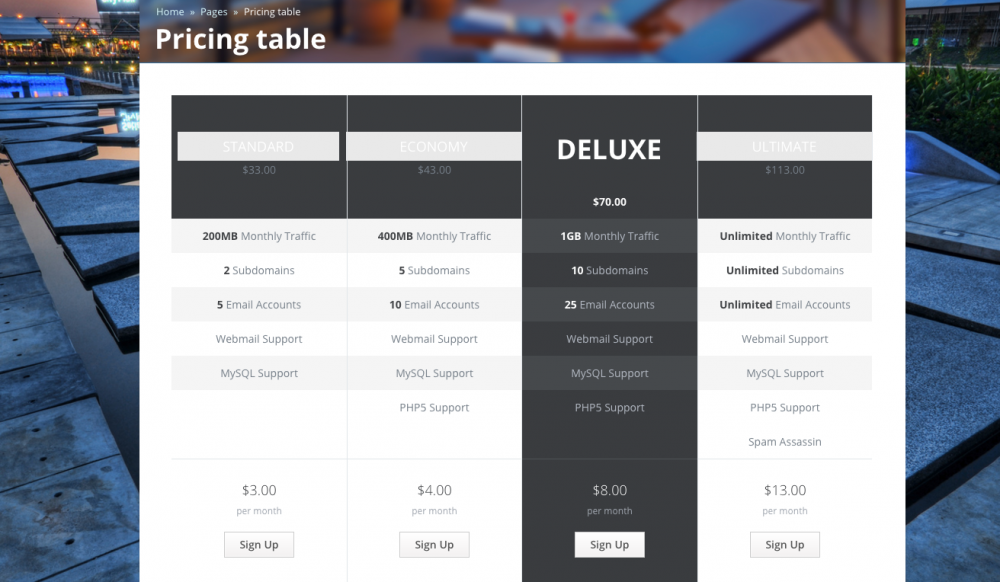 Home » Pages » Pricing table
Pricing table
STANDARD
$33.00
200MB Monthly Traffic
2 Subdomains
5 Email Accounts
Webmail Support
MySQL Support
$3.00
per month
Sign Up
ECONOMY
$43.00
400MB Monthly Traffic
5 Subdomains
10 Email Accounts
Webmail Support
MySQL Support
PHP5 Support
$4.00
per month
Sign Up
DELUXE
$70.00
1GB Monthly Traffic
10 Subdomains
25 Email Accounts
Webmail Support
MySQL Support
PHP5 Support
$8.00
per month
Sign Up
ULTIMATE
$113.00
Unlimited Monthly Traffic
Unlimited Subdomains
Unlimited Email Accounts
Webmail Support
MySQL Support
PHP5 Support
Spam Assassin
$13.00
per month
Sign Up